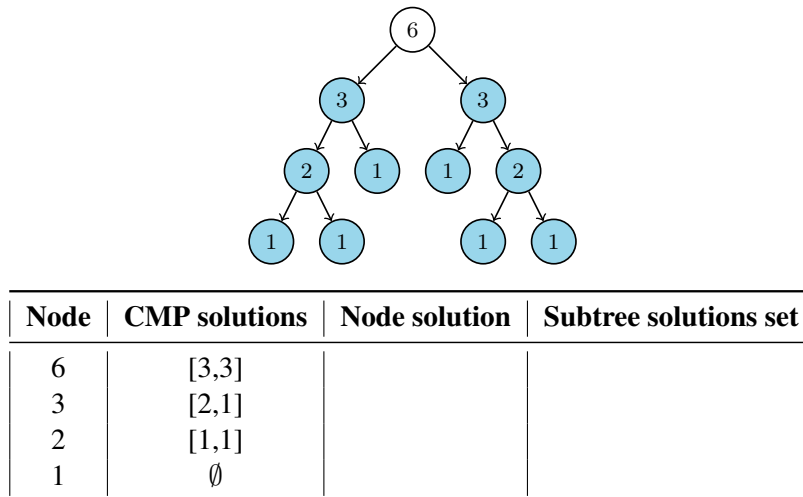 6
3 3
2 1 1 2
1 1 1 1
Node CMP solutions Node solution Subtree solutions set
6 [3,3]
3 [2,1]
2 [1,1]
1 ∅